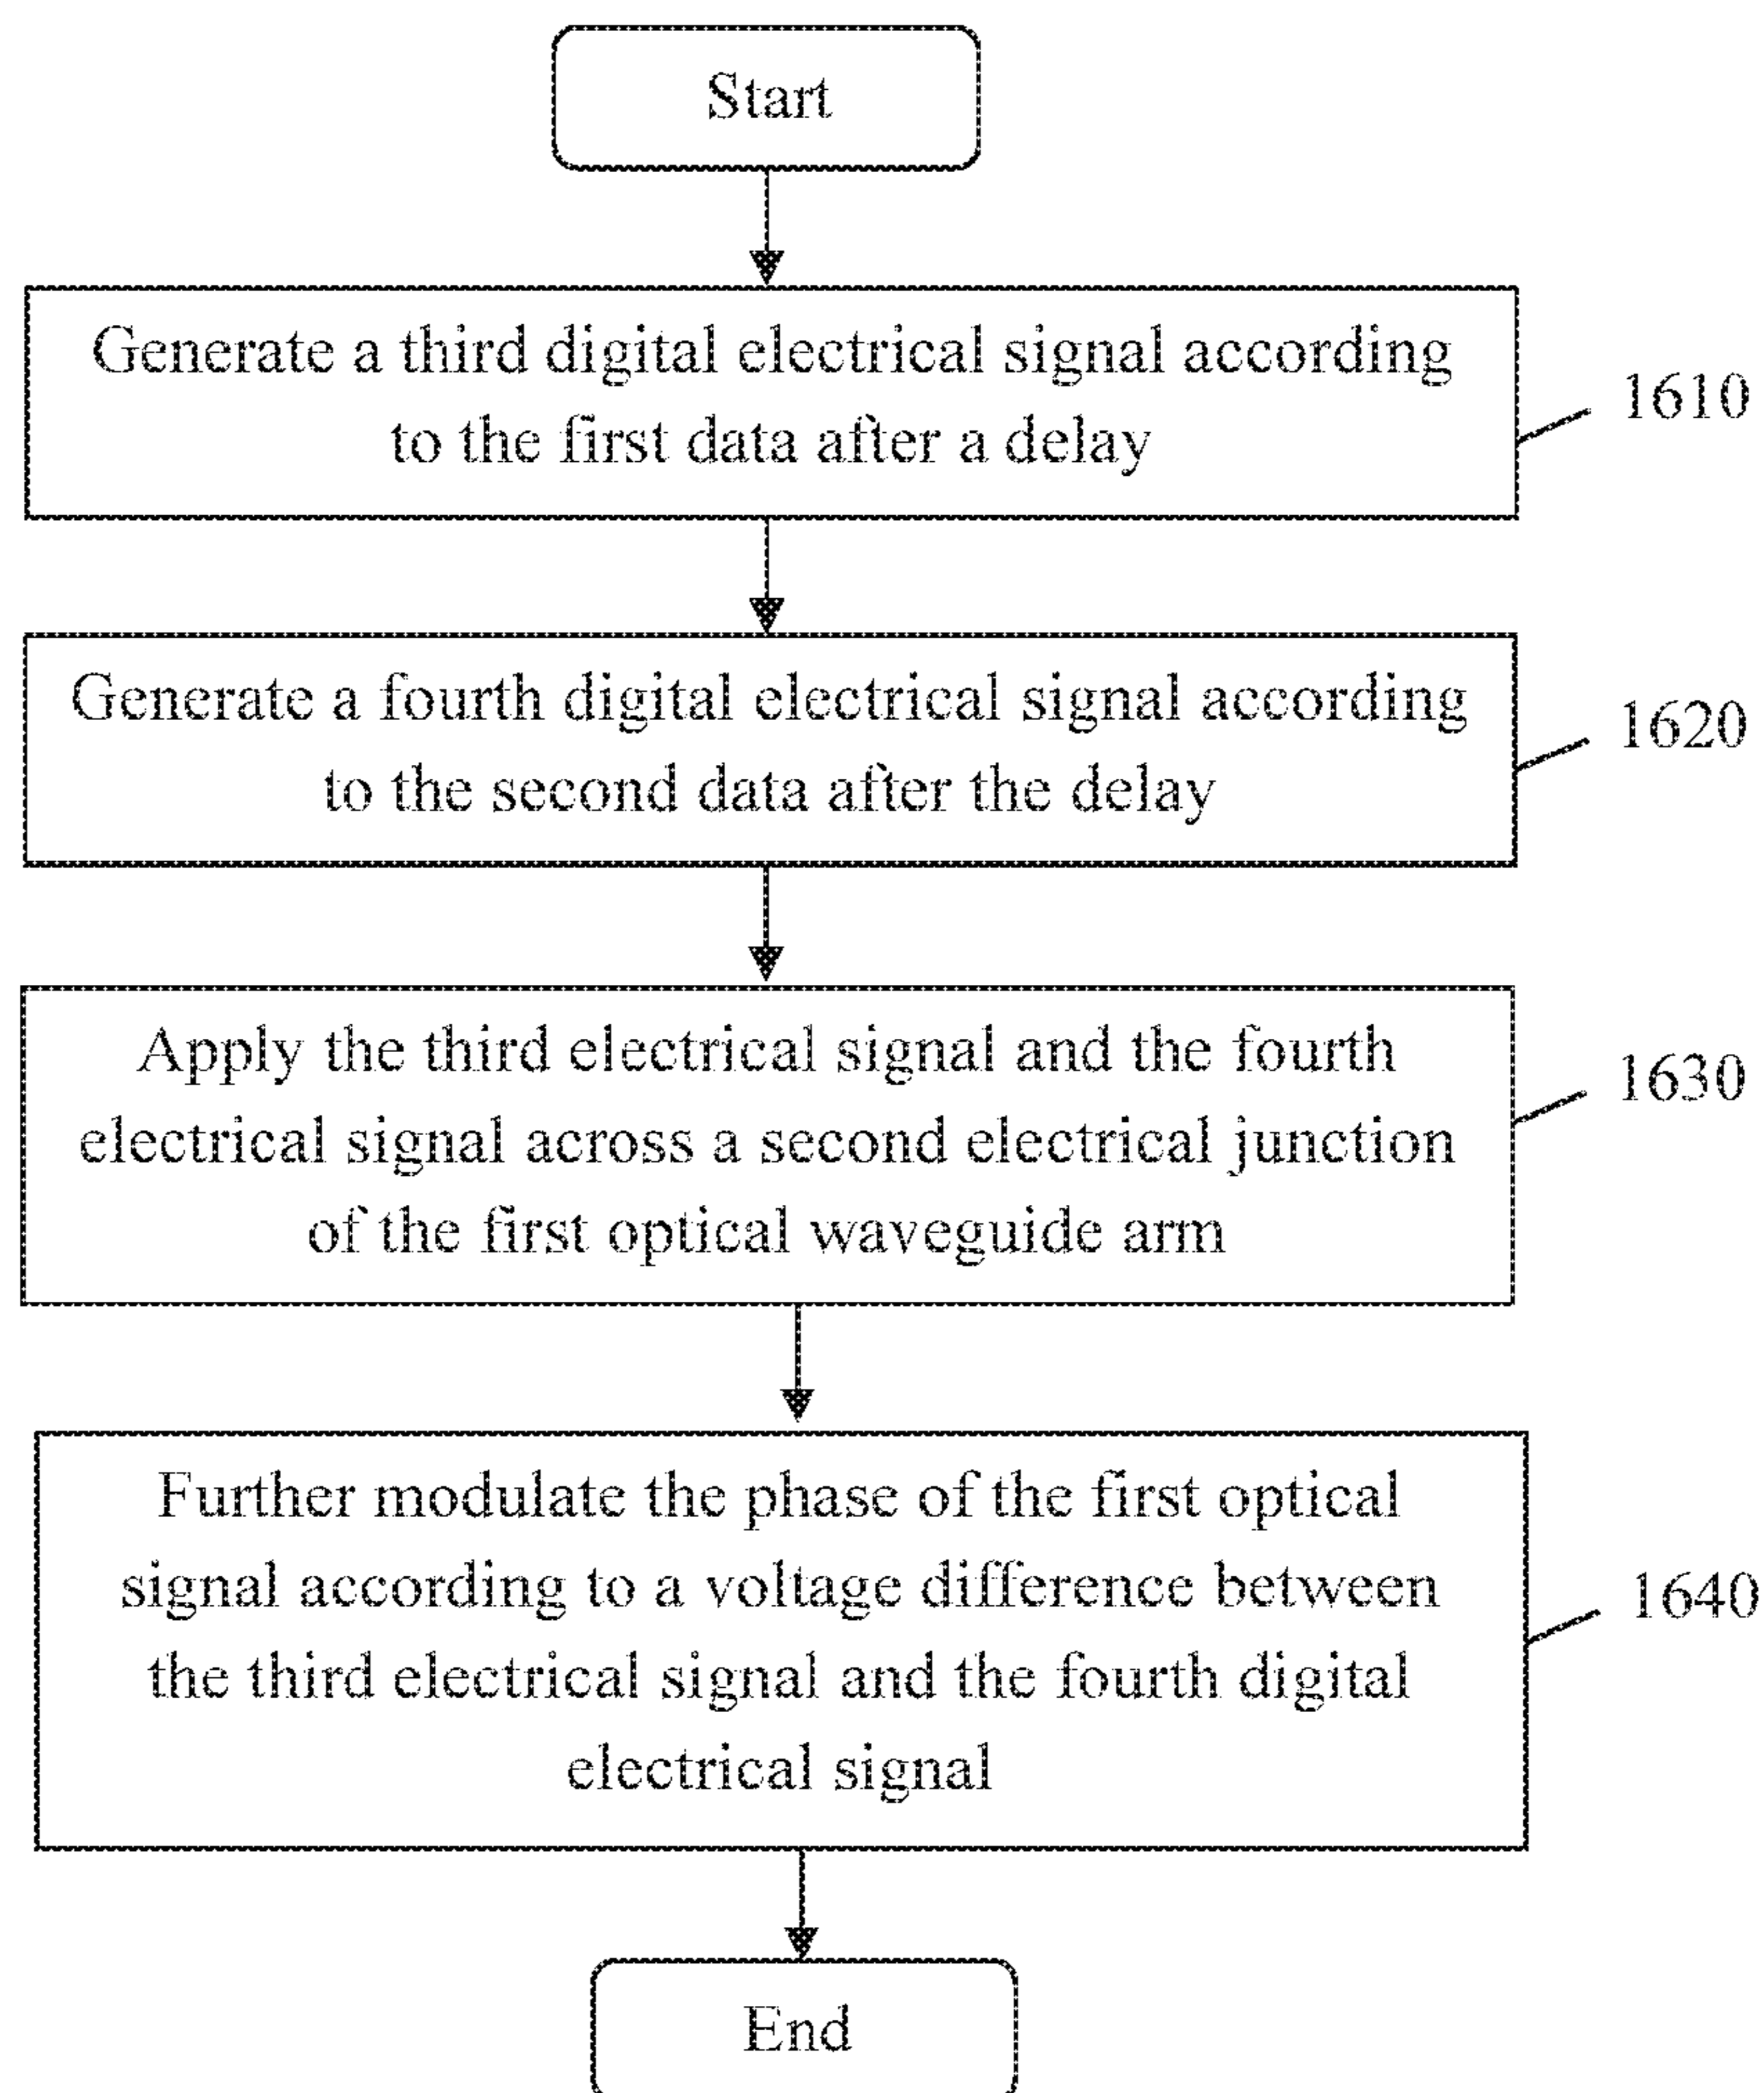 Start
Generate a third digital electrical signal according
to the first data after a delay
1610
Generate a fourth digital electrical signal according
to the second data after the delay
1620
Apply the third electrical signal and the fourth
electrical signal across a second electrical junction
of the first optical waveguide arm
1630
Further modulate the phase of the first optical
signal according to a voltage difference between
the third electrical signal and the fourth digital
electrical signal
1640
End